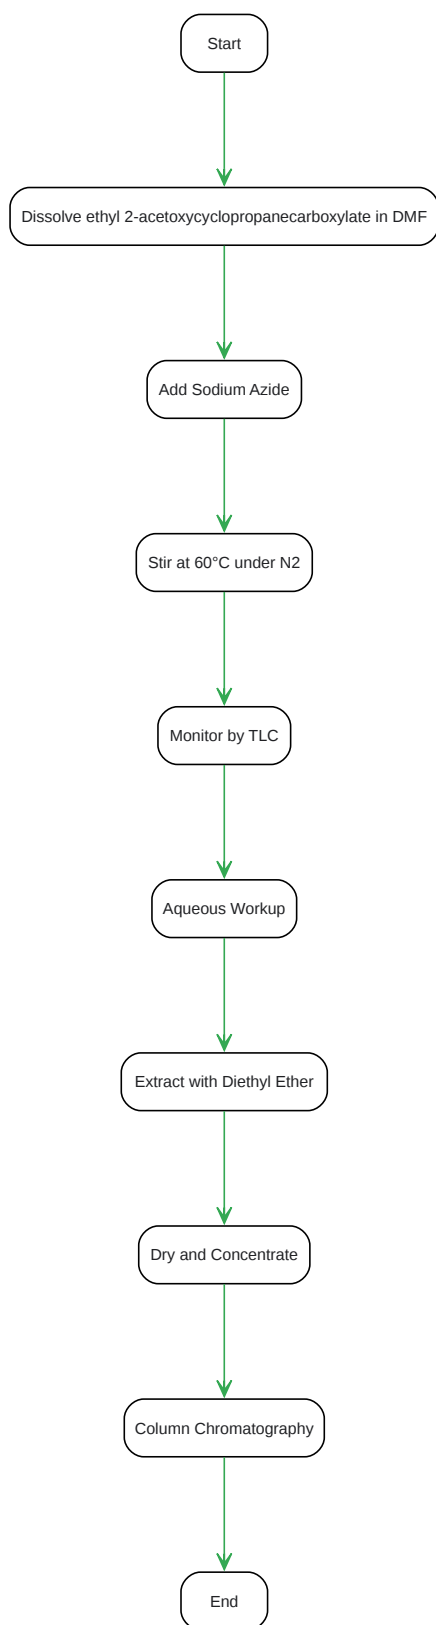 Start
Dissolve ethyl 2-acetoxycyclopropanecarboxylate in DMF
Add Sodium Azide
Stir at 60°C under N2
Monitor by TLC
Aqueous Workup
Extract with Diethyl Ether
Dry and Concentrate
Column Chromatography
End